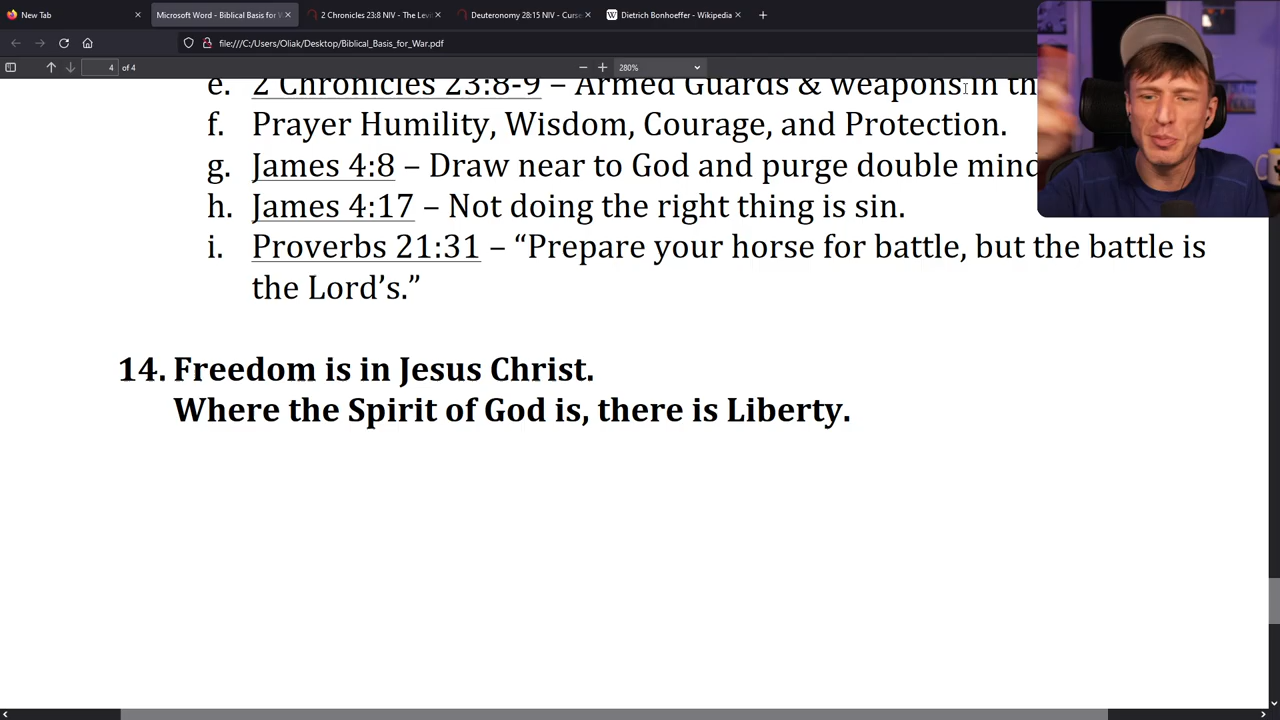 New Tab
Microsoft Word - Biblical Basis for W
2 Chronicles 23:8 NIV - The Levi
Deuteronomy 28:15 NIV - Curse
Dietrich Bonhoeffer - Wikipedia
file:///C:/Users/Oliak/Desktop/Biblical_Basis_for_War.pdf
4 of 4
280%
e. 2 Chronicles 23:8-9 – Armed Guards & weapons in th
f. Prayer Humility, Wisdom, Courage, and Protection.
g. James 4:8 – Draw near to God and purge double mind
h. James 4:17 – Not doing the right thing is sin.
i. Proverbs 21:31 – “Prepare your horse for battle, but the battle is
the Lord’s.”
14. Freedom is in Jesus Christ.
Where the Spirit of God is, there is Liberty.